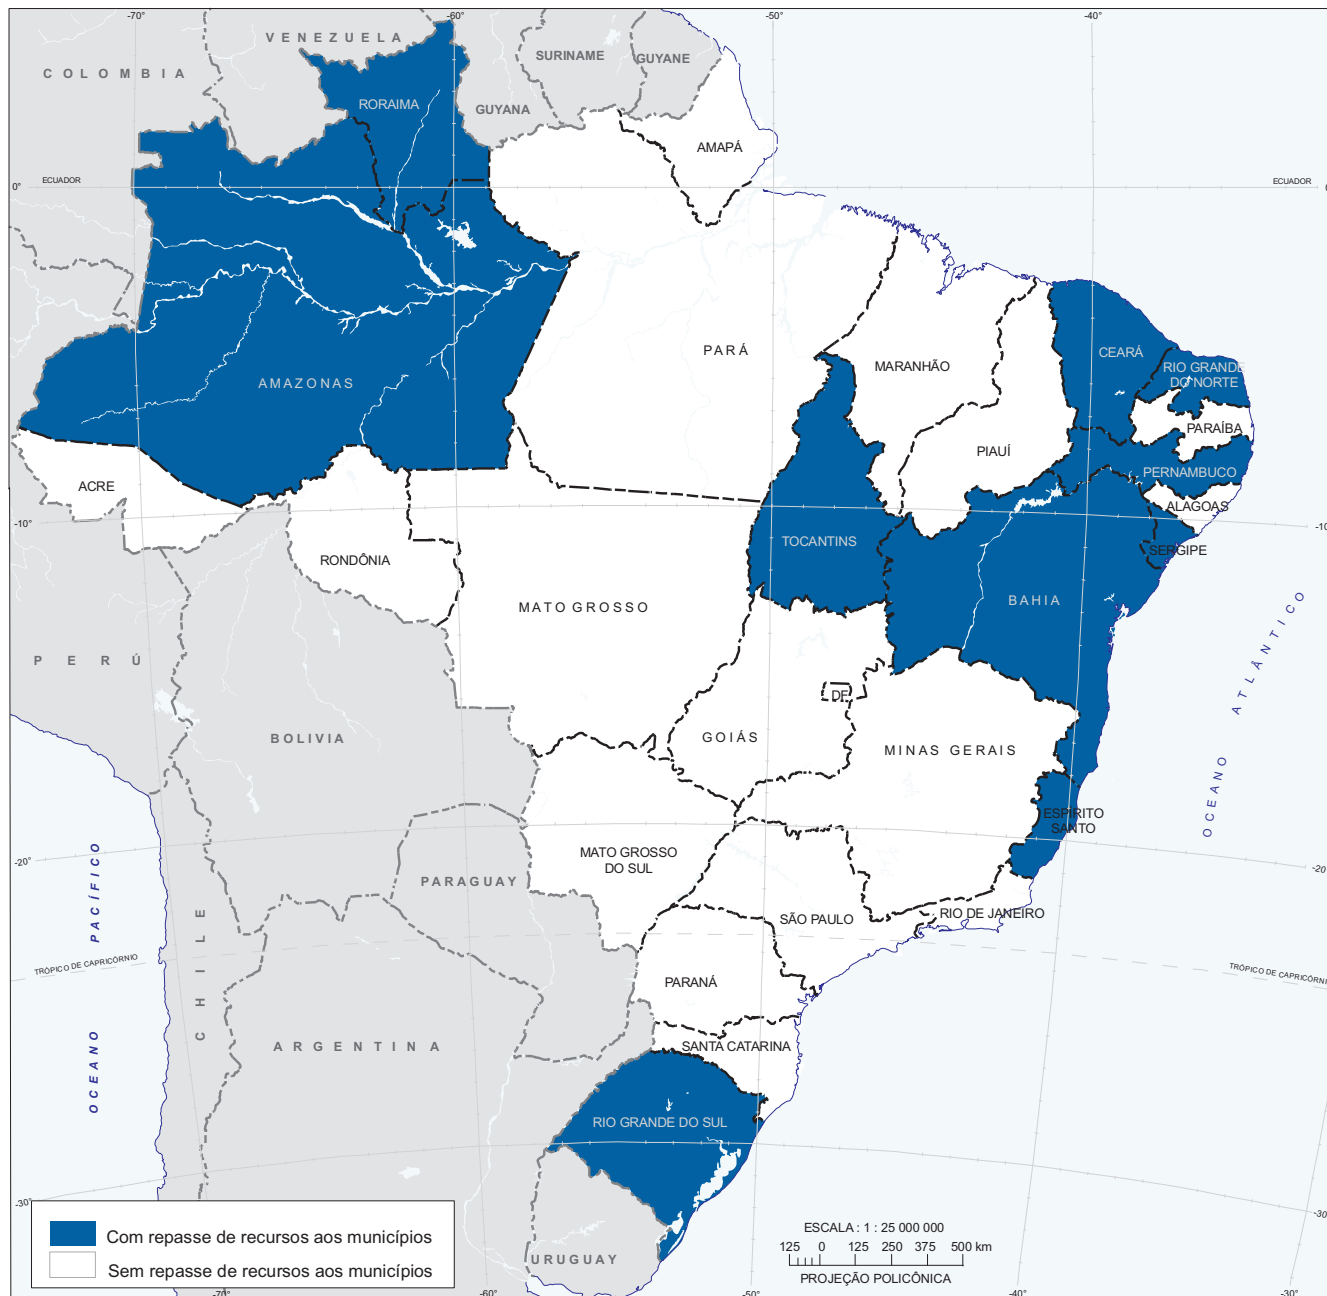 -70°
-60°
-50°
-40°
VENEZUELA
COLOMBIA
SURINAME
GUYANE
GUYANA
RORAIMA
AMAPÁ
0°
ECUADOR
ECUADOR
0
AMAZONAS
PARÁ
MARANHÃO
CEARÁ
RIO GRANDE
DO NORTE
PARAÍBA
PIAUÍ
PERNAMBUCO
ACRE
ALAGOAS
-10°
-10°
SERGIPE
TOCANTINS
RONDÔNIA
BAHIA
MATO GROSSO
PERÚ
OCEANO ATLÂNTICO
DF
GOIÁS
MINAS GERAIS
BOLIVIA
ESPÍRITO
SANTO
MATO GROSSO
DO SUL
-20°
-20°
PARAGUAY
SÃO PAULO
RIO DE JANEIRO
OCEANO PACÍFICO
CHILE
TRÓPICO DE CAPRICÓRNIO
TRÓPICO DE CAPRICÓRNIO
PARANÁ
SANTA CATARINA
ARGENTINA
RIO GRANDE DO SUL
-30°
-30°
URUGUAY
Com repasse de recursos aos municípios
Sem repasse de recursos aos municípios
ESCALA : 1 : 25 000 000
125 0 125 250 375 500 km
PROJEÇÃO POLICÔNICA
-70°
-60°
-50°
-40°
-30°